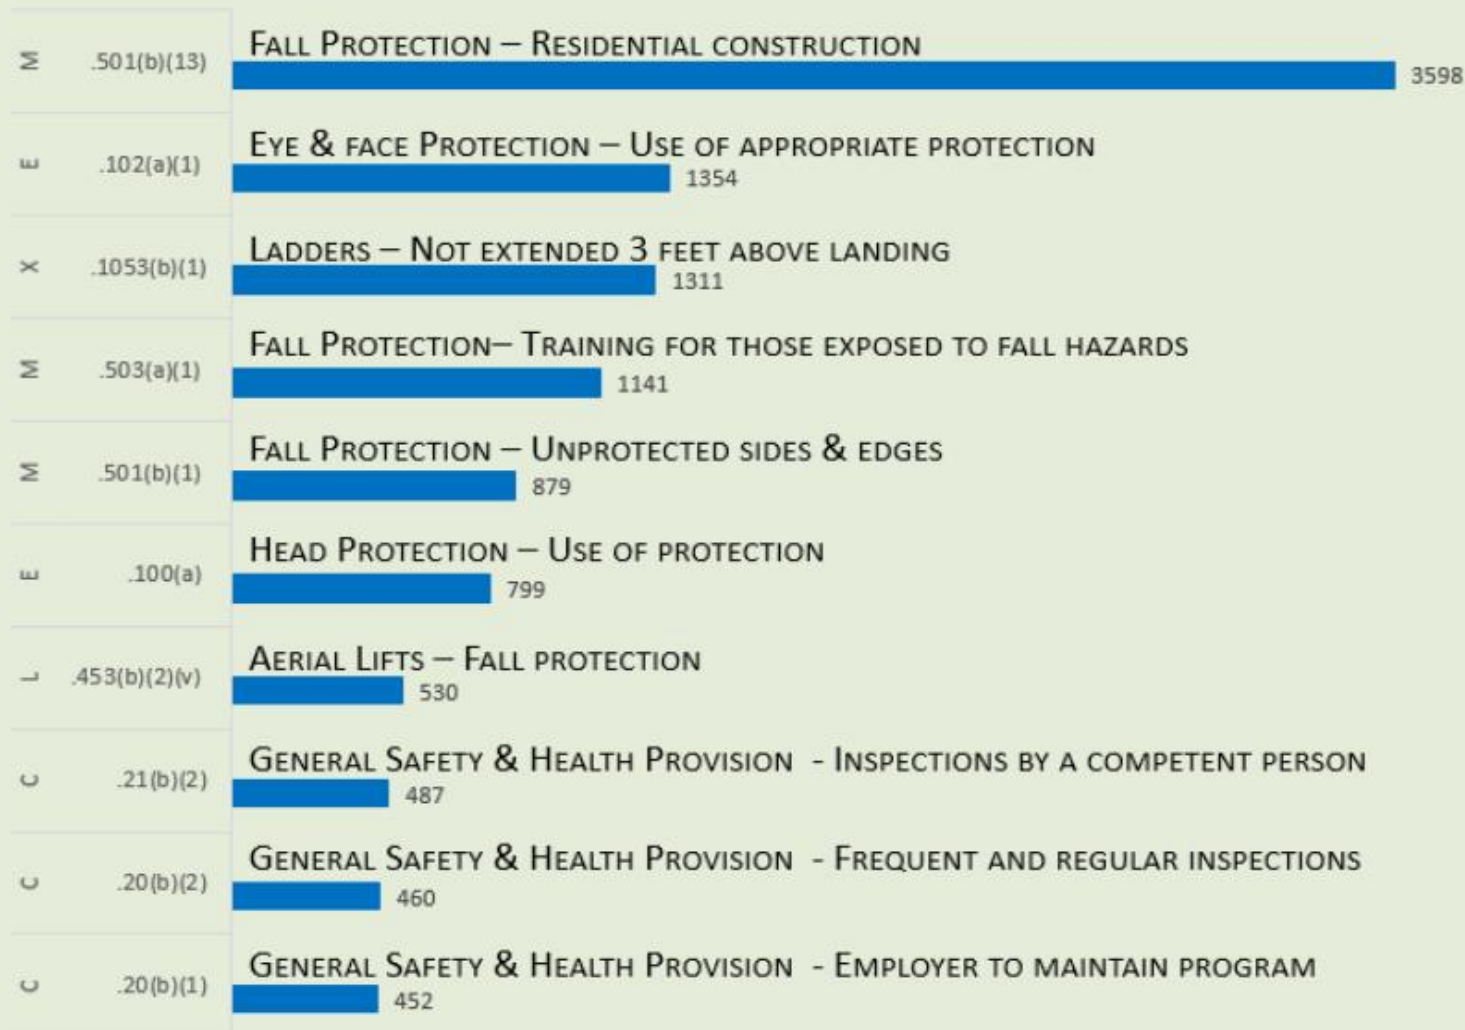 FALL PROTECTION – RESIDENTIAL CONSTRUCTION
M .501(b)(13) 3598
EYE & FACE PROTECTION – USE OF APPROPRIATE PROTECTION
E .102(a)(1) 1354
LADDERS – NOT EXTENDED 3 FEET ABOVE LANDING
X .1053(b)(1) 1311
FALL PROTECTION– TRAINING FOR THOSE EXPOSED TO FALL HAZARDS
M .503(a)(1) 1141
FALL PROTECTION – UNPROTECTED SIDES & EDGES
M .501(b)(1) 879
HEAD PROTECTION – USE OF PROTECTION
E .100(a) 799
AERIAL LIFTS – FALL PROTECTION
L .453(b)(2)(v) 530
GENERAL SAFETY & HEALTH PROVISION - INSPECTIONS BY A COMPETENT PERSON
C .21(b)(2) 487
GENERAL SAFETY & HEALTH PROVISION - FREQUENT AND REGULAR INSPECTIONS
C .20(b)(2) 460
GENERAL SAFETY & HEALTH PROVISION - EMPLOYER TO MAINTAIN PROGRAM
C .20(b)(1) 452